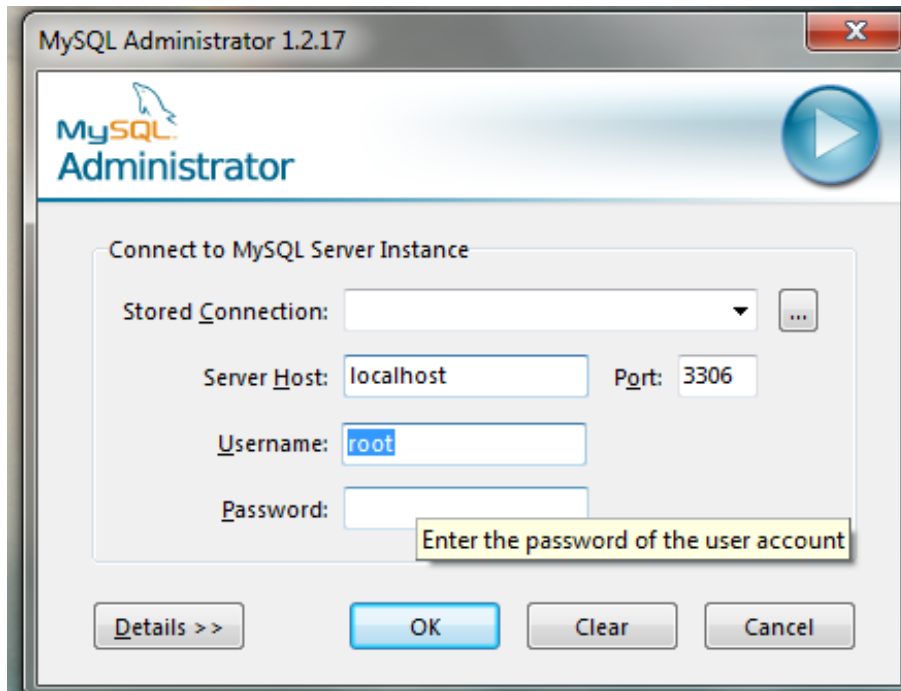 MySQL Administrator 1.2.17
x
MySQL
Administrator
Connect to MySQL Server Instance
Stored Connection:
...
Server Host: localhost Port: 3306
Username: root
Password:
Enter the password of the user account
Details >> OK Clear Cancel